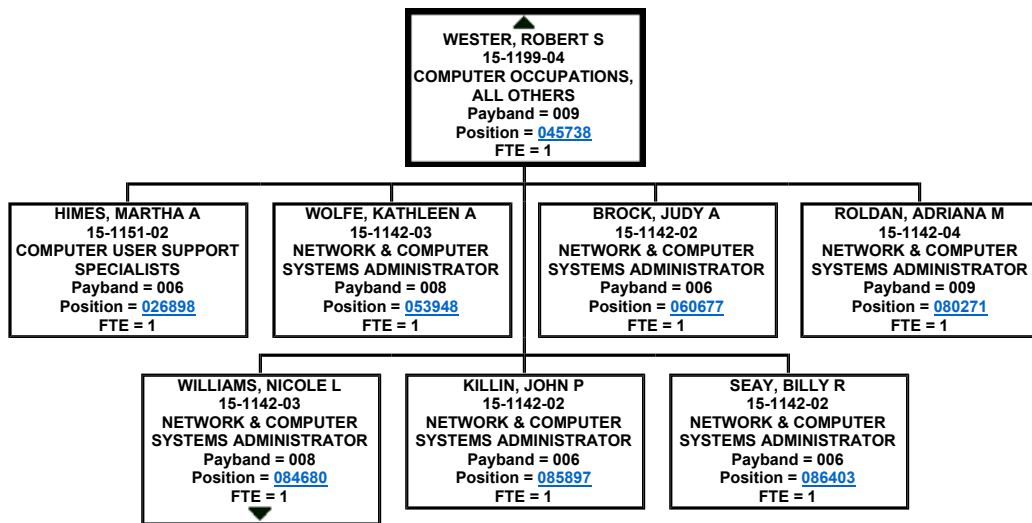 WESTER, ROBERT S
15-1199-04
COMPUTER OCCUPATIONS,
ALL OTHERS
Payband = 009
Position = 045738
FTE = 1
HIMES, MARTHA A
15-1151-02
COMPUTER USER SUPPORT
SPECIALISTS
Payband = 006
Position = 026898
FTE = 1
WOLFE, KATHLEEN A
15-1142-03
NETWORK & COMPUTER
SYSTEMS ADMINISTRATOR
Payband = 008
Position = 053948
FTE = 1
BROCK, JUDY A
15-1142-02
NETWORK & COMPUTER
SYSTEMS ADMINISTRATOR
Payband = 006
Position = 060677
FTE = 1
ROLDAN, ADRIANA M
15-1142-04
NETWORK & COMPUTER
SYSTEMS ADMINISTRATOR
Payband = 009
Position = 080271
FTE = 1
WILLIAMS, NICOLE L
15-1142-03
NETWORK & COMPUTER
SYSTEMS ADMINISTRATOR
Payband = 008
Position = 084680
FTE = 1
KILLIN, JOHN P
15-1142-02
NETWORK & COMPUTER
SYSTEMS ADMINISTRATOR
Payband = 006
Position = 085897
FTE = 1
SEAY, BILLY R
15-1142-02
NETWORK & COMPUTER
SYSTEMS ADMINISTRATOR
Payband = 006
Position = 086403
FTE = 1